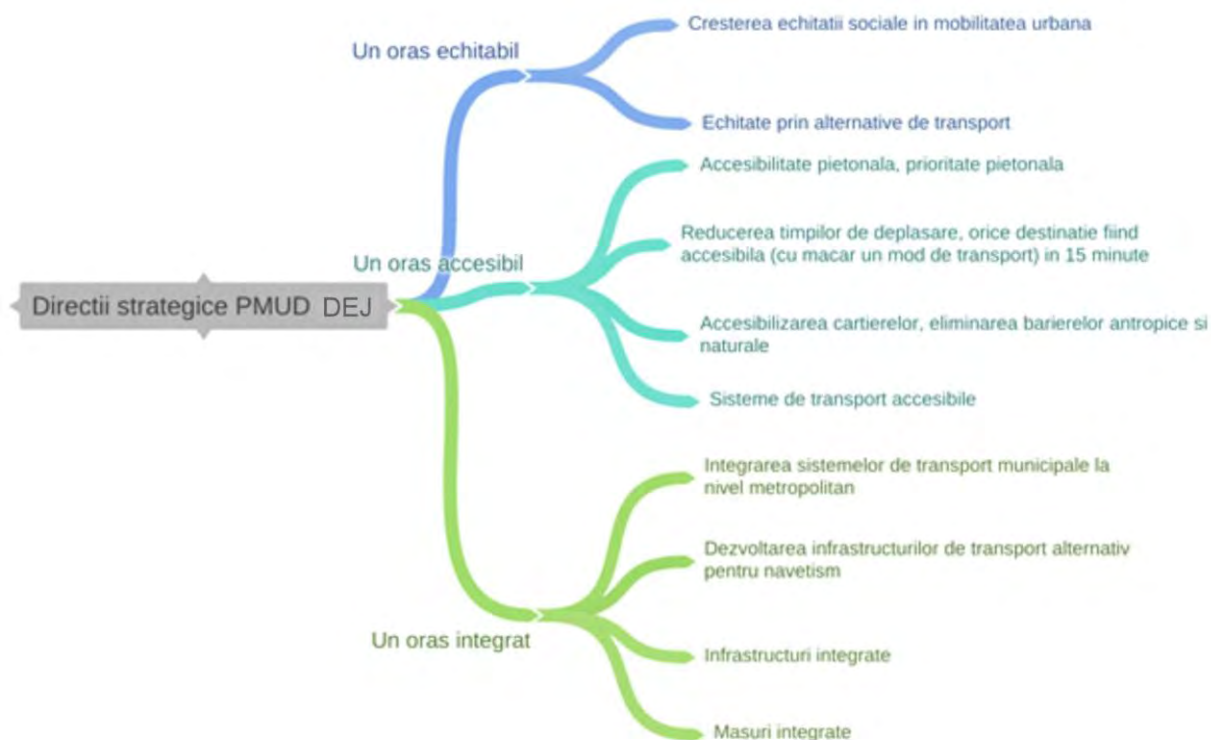 Directii strategice PMUD DEJ
Un oras echitabil
Cresterea echitatii sociale in mobilitatea urbana
Echitate prin alternative de transport
Un oras accesibil
Accesibilitate pietonala, prioritate pietonala
Reducerea timpilor de deplasare, orice destinatie fiind
accesibila (cu macar un mod de transport) in 15 minute
Accesibilizarea cartierelor, eliminarea barierelor antropice si
naturale
Sisteme de transport accesibile
Un oras integrat
Integrarea sistemelor de transport municipale la
nivel metropolitan
Dezvoltarea infrastructurilor de transport alternativ
pentru navetism
Infrastructuri integrate
Masuri integrate